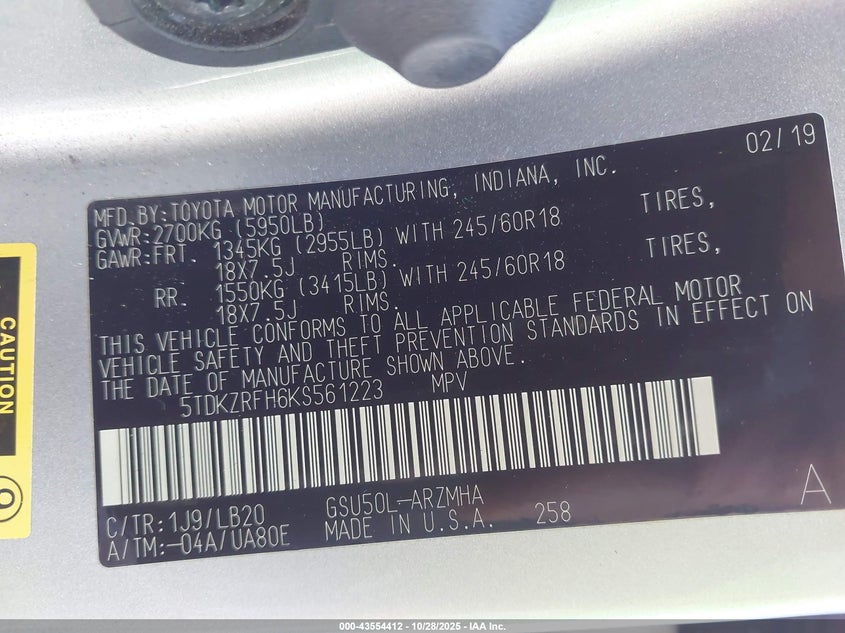 02/19
MFD.BY:TOYOTA MOTOR MANUFACTURING, INDIANA, INC.
GVWR:2700KG (5950LB)
GAWR:FRT. 1345KG (2955LB) WITH 245/60R18 TIRES,
18X7.5J RIMS.
RR. 1550KG (3415LB) WITH 245/60R18 TIRES,
18X7.5J RIMS.
THIS VEHICLE CONFORMS TO ALL APPLICABLE FEDERAL MOTOR
VEHICLE SAFETY AND THEFT PREVENTION STANDARDS IN EFFECT ON
THE DATE OF MANUFACTURE SHOWN ABOVE.
5TDKZRFH6KS561223 MPV
C/TR:1J9/LB20 GSU50L-ARZMHA
A/TM:-04A/UA80E MADE IN U.S.A. 258
A
CAUTION
000-43554412 • 10/28/2025 - IAA Inc.